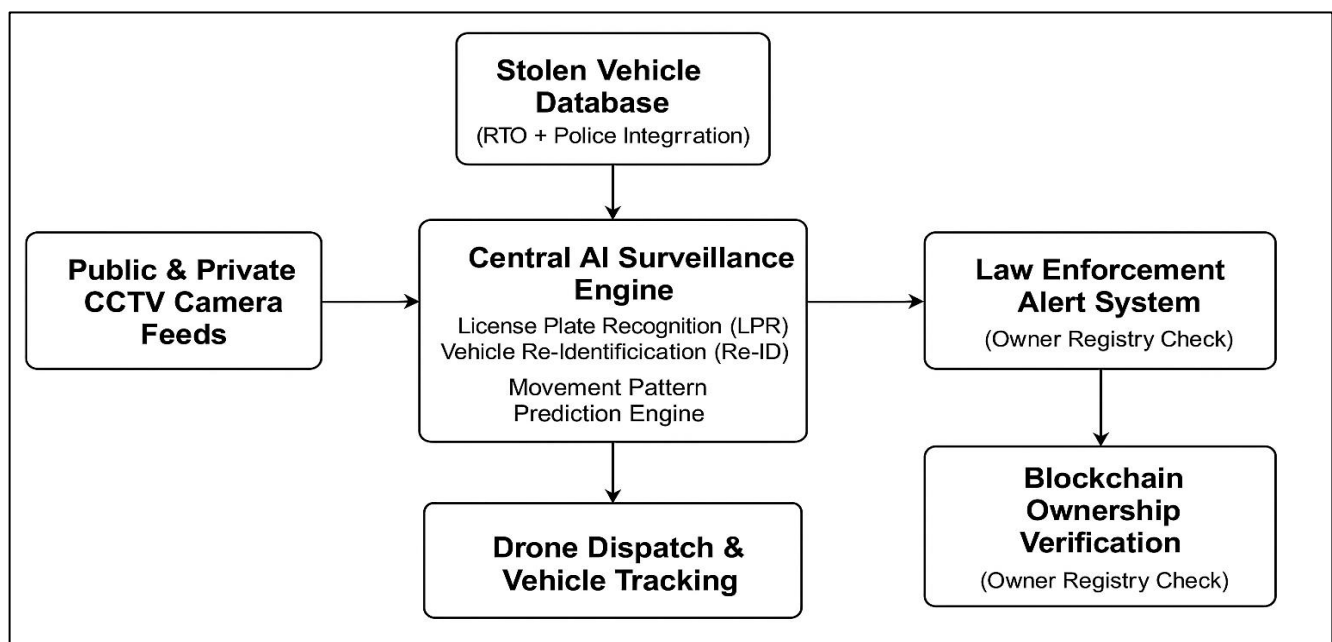 Stolen Vehicle
Database
(RTO + Police Integrration)
Public & Private
CCTV Camera
Feeds
Central AI Surveillance
Engine
License Plate Recognition (LPR)
Vehicle Re-Identificication (Re-ID)
Movement Pattern
Prediction Engine
Law Enforcement
Alert System
(Owner Registry Check)
Drone Dispatch &
Vehicle Tracking
Blockchain
Ownership
Verification
(Owner Registry Check)